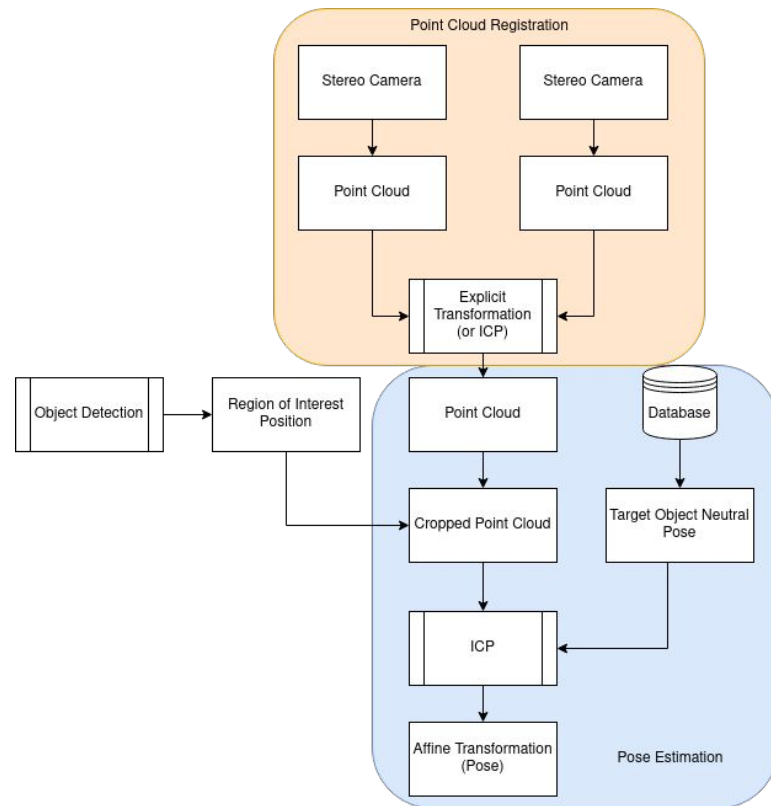 Point Cloud Registration
Stereo Camera
Stereo Camera
Point Cloud
Point Cloud
Explicit
Transformation
(or ICP)
Object Detection
Region of Interest
Position
Point Cloud
Database
Cropped Point Cloud
Target Object Neutral
Pose
ICP
Affine Transformation
(Pose)
Pose Estimation